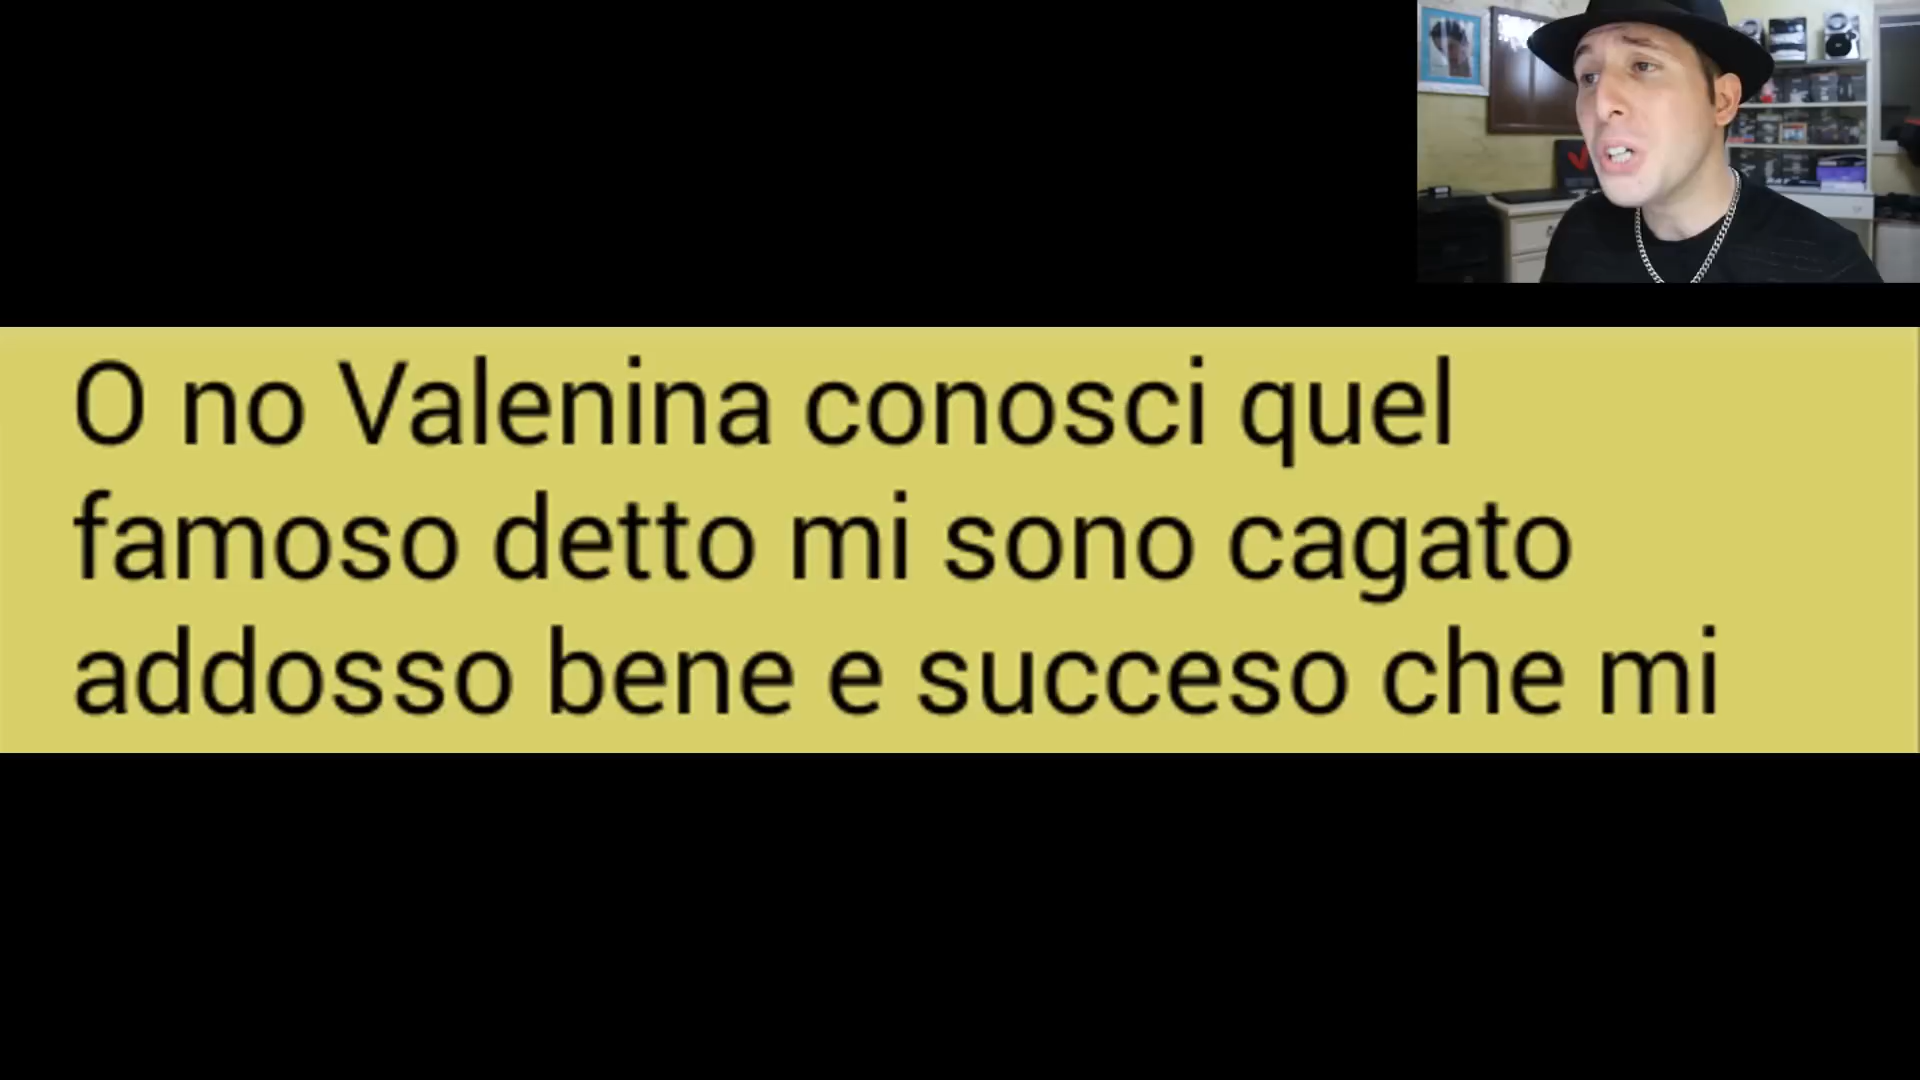 O no Valenina conosci quel
famoso detto mi sono cagato
addosso bene e succeso che mi